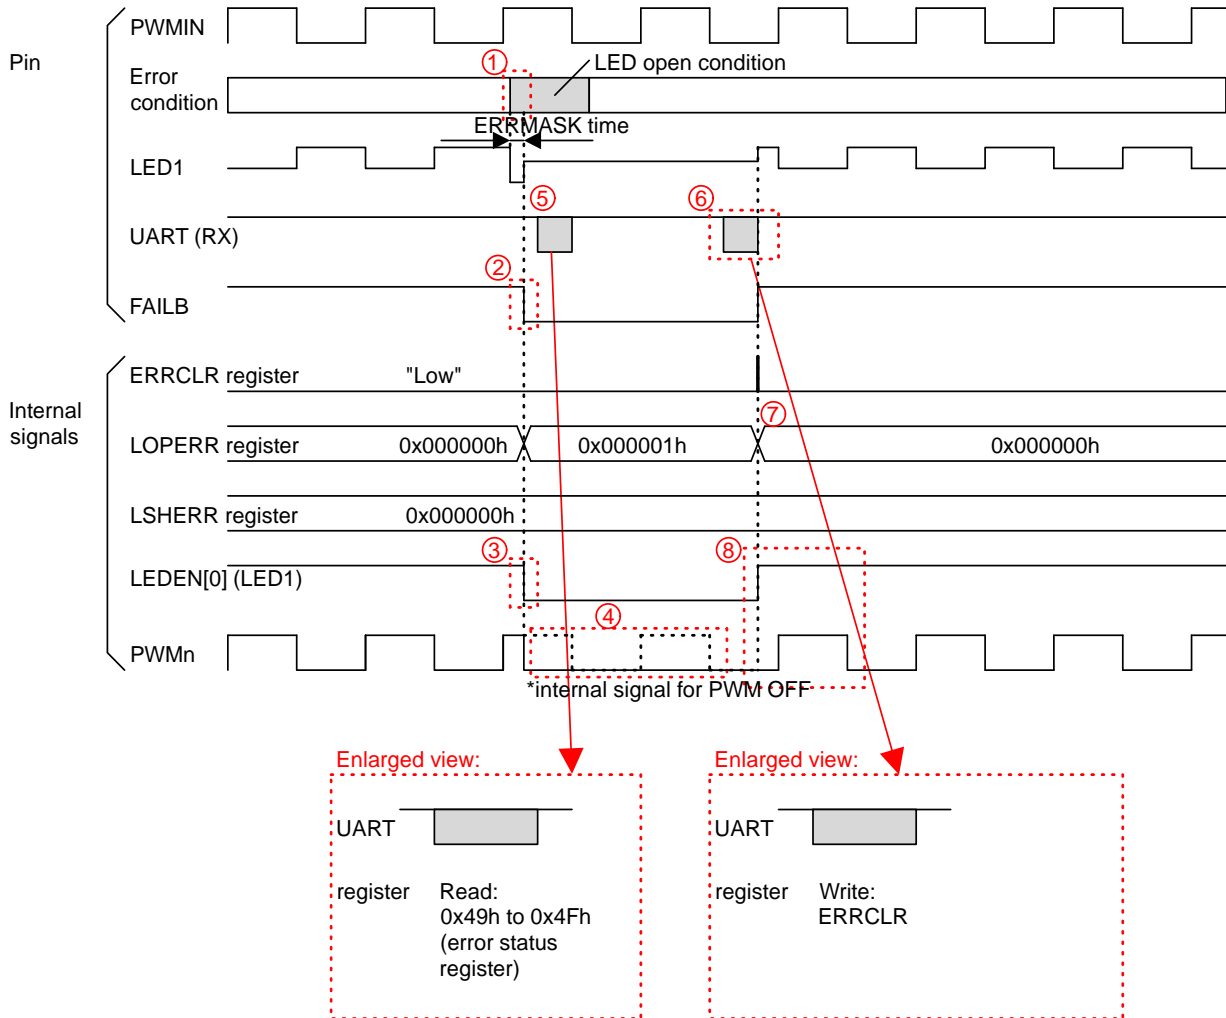 PWMIN
Pin
① LED open condition
Error
condition
ERRMASK time
LED1
⑤ ⑥
UART (RX)
②
FAILB
ERRCLR register "Low"
Internal
signals
⑦
LOPERR register 0x000000h 0x000001h 0x000000h
LSHERR register 0x000000h
③ ⑧
LEDEN[0] (LED1)
④
PWMn
*internal signal for PWM OFF
Enlarged view:
UART
register Read:
0x49h to 0x4Fh
(error status
register)
Enlarged view:
UART
register Write:
ERRCLR